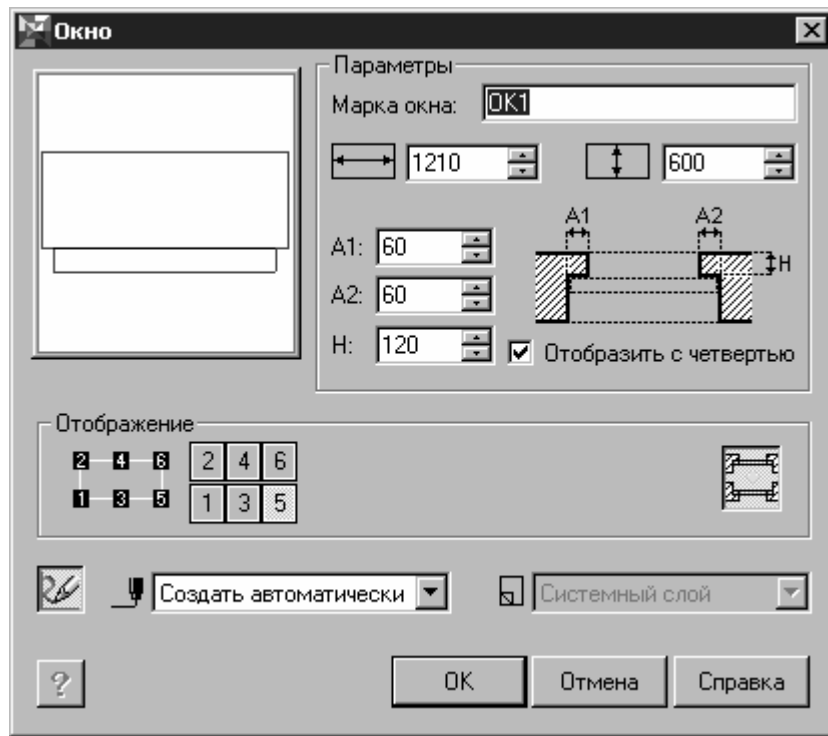 Окно
Параметры
Марка окна: ОК1
1210 600
A1 A2
A1: 60
H
A2: 60
H: 120 Отобразить с четвертью
Отображение
2 4 6 2 4 6
1 3 5 1 3 5
Создать автоматически Системный слой
? OK Отмена Справка